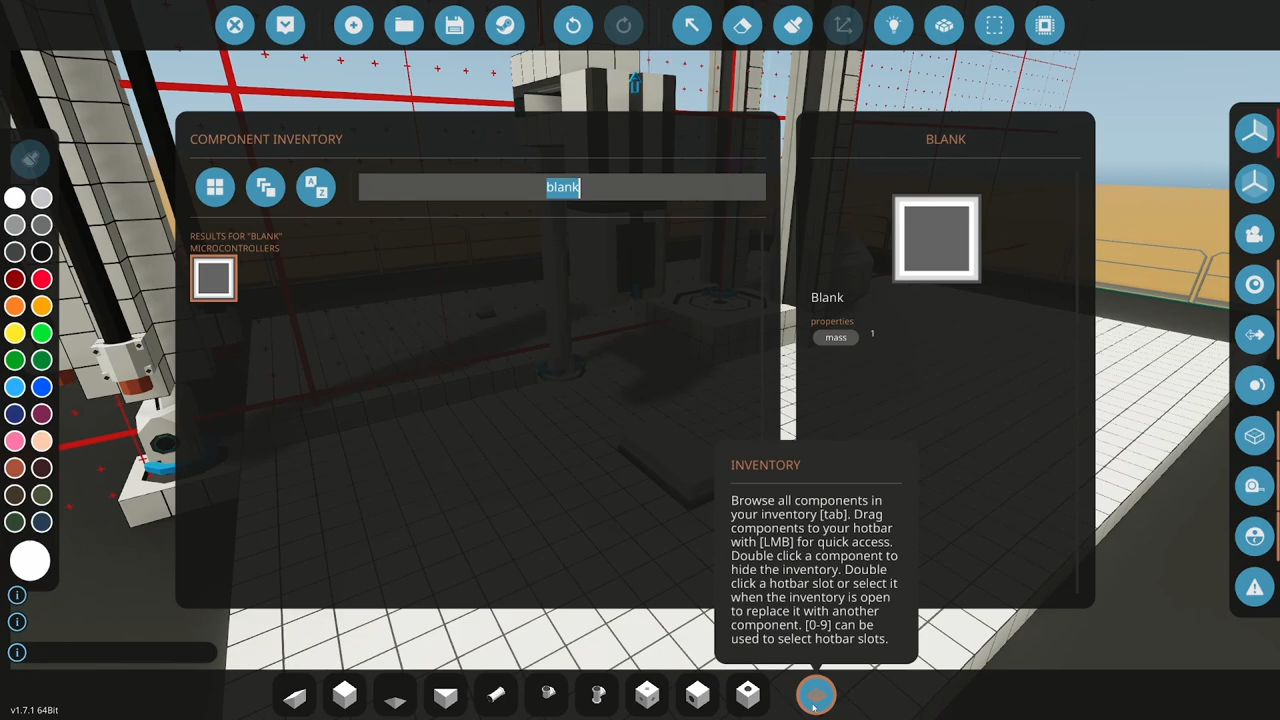 COMPONENT INVENTORY
blank
RESULTS FOR "BLANK"
MICROCONTROLLERS
BLANK
Blank
properties
mass 1
INVENTORY
Browse all components in
your inventory [tab]. Drag
components to your hotbar
with [LMB] for quick access.
Double click a component to
hide the inventory. Double
click a hotbar slot or select it
when the inventory is open
to replace it with another
component. [0-9] can be
used to select hotbar slots.
v1.7.1 64Bit